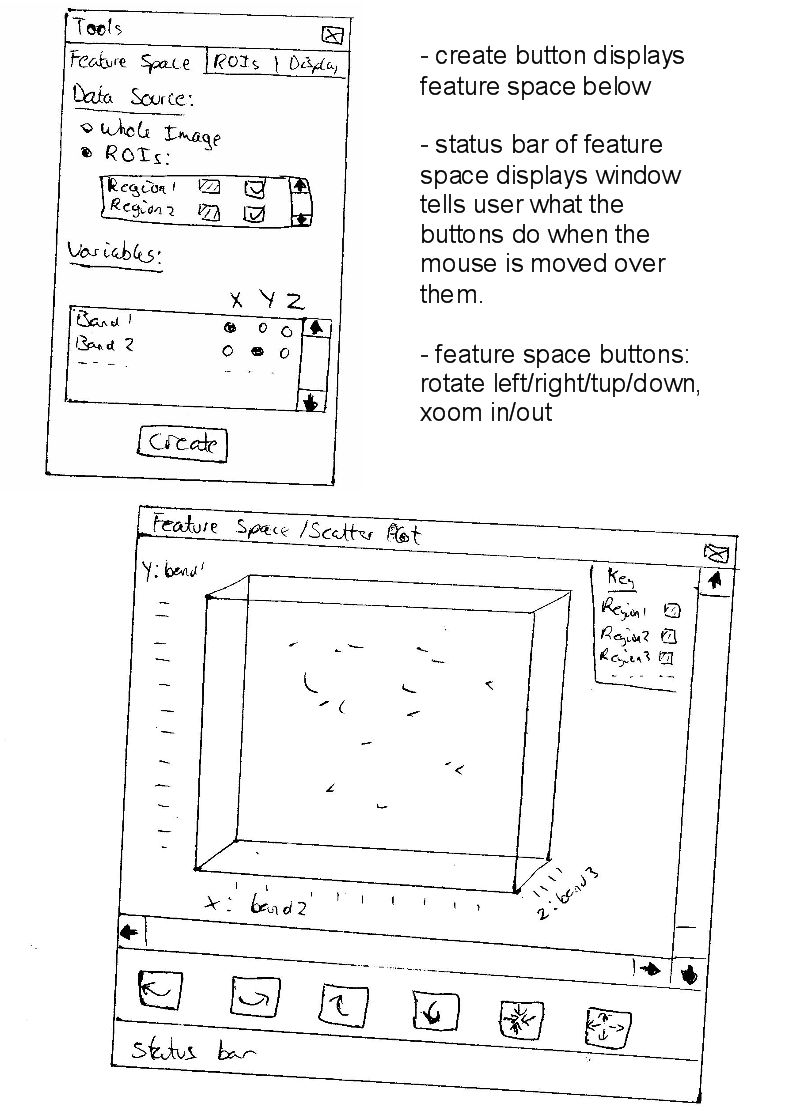 Tools
Feature Space | ROIs | Display
Data Source:
Whole Image
ROIs:
Region 1
Region 2
Variables:
X Y Z
Band 1
Band 2
Create
- create button displays
feature space below
- status bar of feature
space displays window
tells user what the
buttons do when the
mouse is moved over
them.
- feature space buttons:
rotate left/right/tup/down,
xoom in/out
Feature Space / Scatter Plot
Y: band 1
Key
Region 1
Region 2
Region 3
X: band 2
Z: band 3
Status bar